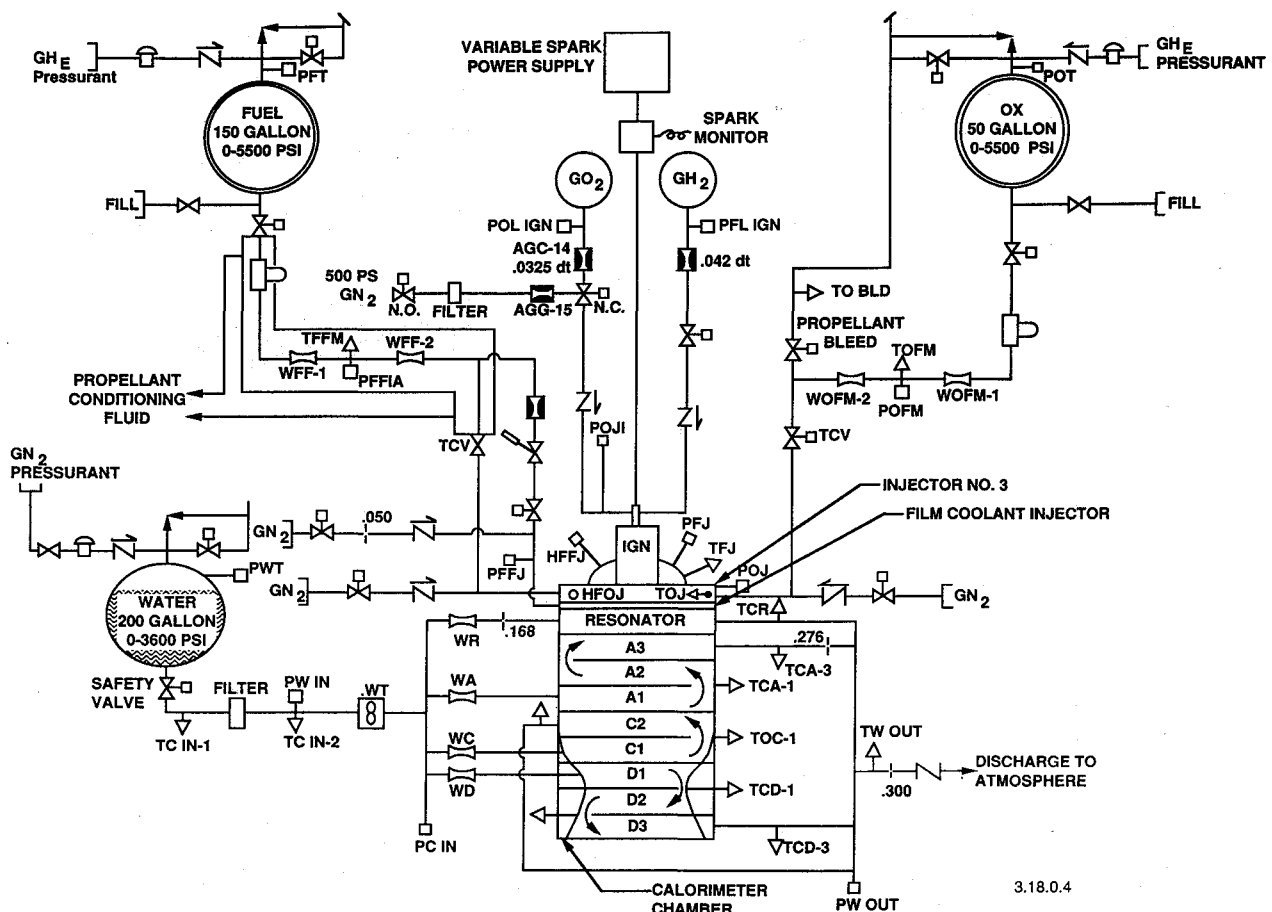 GHE
Pressurant
PFT
FUEL
150 GALLON
0-5500 PSI
FILL
VARIABLE SPARK
POWER SUPPLY
SPARK
MONITOR
GO2
GH2
POL IGN
PFL IGN
AGC-14
.0325 dt
.042 dt
500 PS
GN2
N.O.
FILTER
AGG-15
N.C.
POT
GHE
PRESSURANT
OX
50 GALLON
0-5500 PSI
FILL
TO BLD
PROPELLANT
BLEED
TOFM
WOFM-2
POFM
WOFM-1
TCV
TFFM
WFF-2
WFF-1
PFFIA
PROPELLANT
CONDITIONING
FLUID
TCV
POJI
GN2
PRESSURANT
GN2
.050
PWT
WATER
200 GALLON
0-3600 PSI
GN2
PFFJ
HFFJ
IGN
PFJ
TFJ
INJECTOR NO. 3
FILM COOLANT INJECTOR
POJ
HFOJ
TOJ
TCR
GN2
RESONATOR
WR
.168
.276
A3
TCA-3
A2
A1
TCA-1
WA
SAFETY
VALVE
FILTER
PW IN
.WT
TC IN-1
TC IN-2
C2
C1
TOC-1
WC
WD
D1
D2
D3
TCD-1
TCD-3
PC IN
TW OUT
.300
DISCHARGE TO
ATMOSPHERE
CALORIMETER
CHAMBER
PW OUT
3.18.0.4